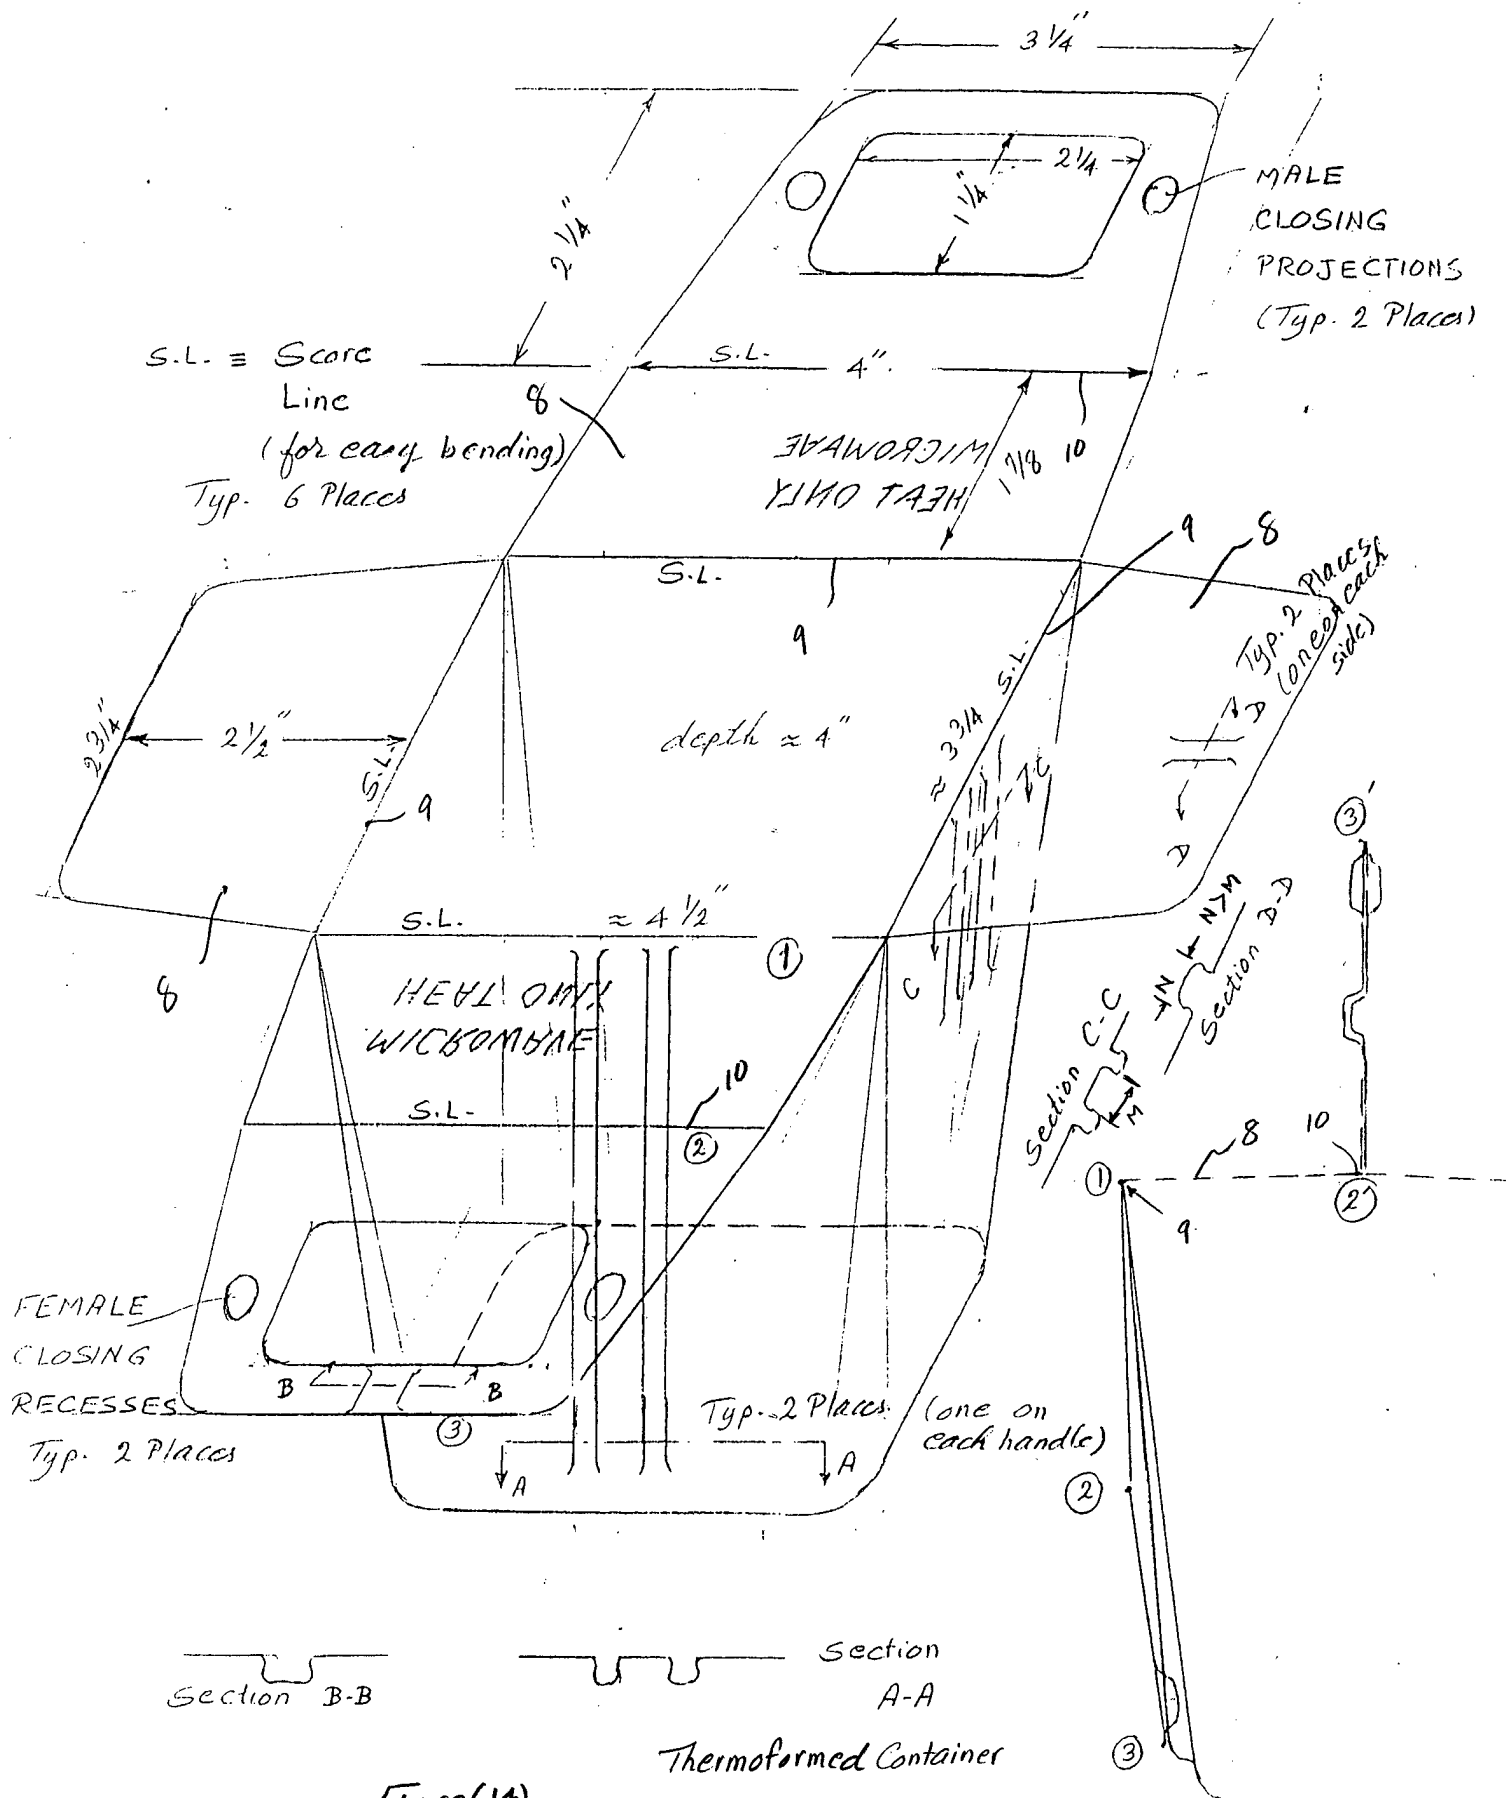 3 1/4"
2 1/4
1 1/4"
2 1/4"
MALE
CLOSING
PROJECTIONS
(Typ. 2 Places)
S.L. ≡ Score
Line
(for easy bending)
Typ. 6 Places
S.L.
4"
8
10
1 7/8
MICROWAVE
HEAT ONLY
S.L.
9
9
8
Typ. 2 Places
(one on each
side)
S.L.
≈ 3 3/4
2 3/4"
2 1/2"
S.L.
9
depth ≈ 4"
D
D
C
8
S.L.
≈ 4 1/2"
1
HEAT ONLY
MICROWAVE
10
S.L.
2
Section C-C
M
N
N>M
Section D-D
3'
10
8
1
2'
9
FEMALE
CLOSING
RECESSES
Typ. 2 Places
B
B
3
Typ. 2 Places (one on
each handle)
A
A
2
3
Section B-B
Section
A-A
Thermoformed Container